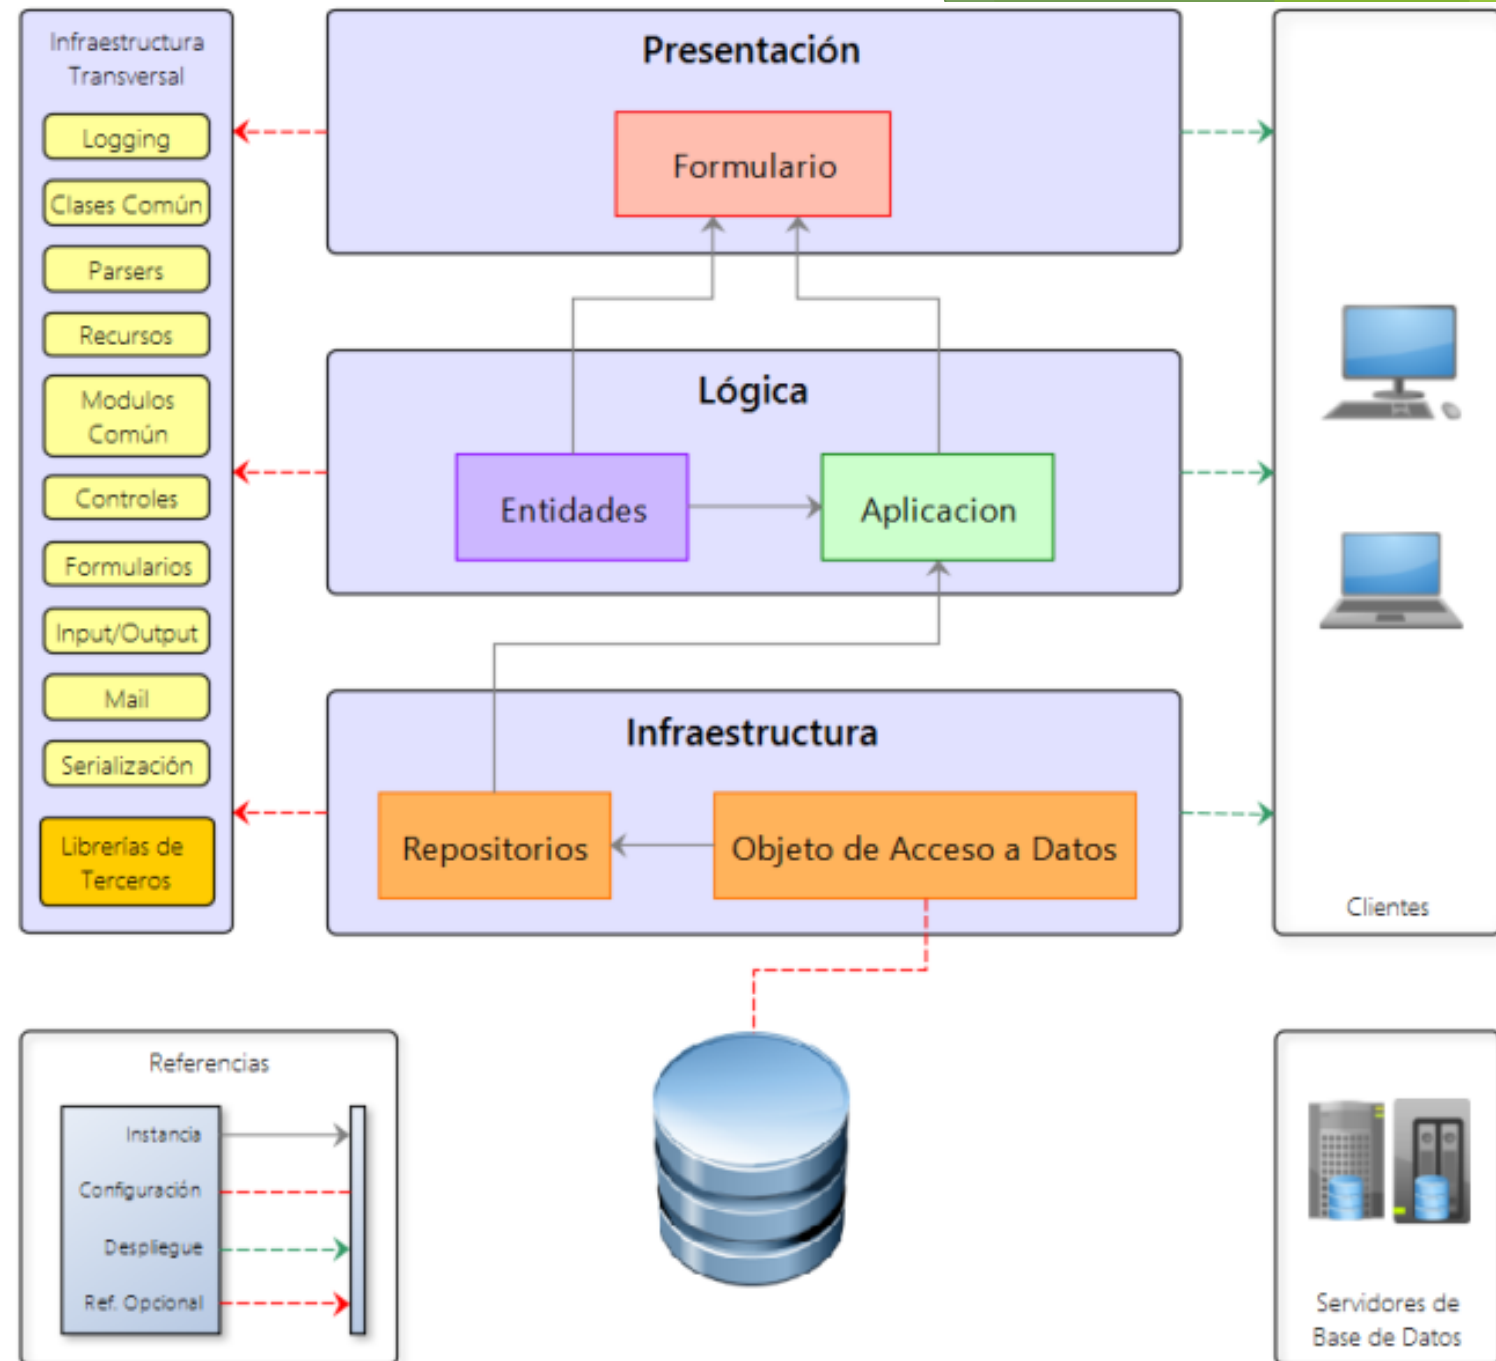 Infraestructura
Transversal
Logging
Clases Común
Parsers
Recursos
Modulos
Común
Controles
Formularios
Input/Output
Mail
Serialización
Librerías de
Terceros
Presentación
Formulario
Lógica
Entidades
Aplicacion
Infraestructura
Repositorios
Objeto de Acceso a Datos
Clientes
Referencias
Instancia
Configuración
Despliegue
Ref. Opcional
Servidores de
Base de Datos